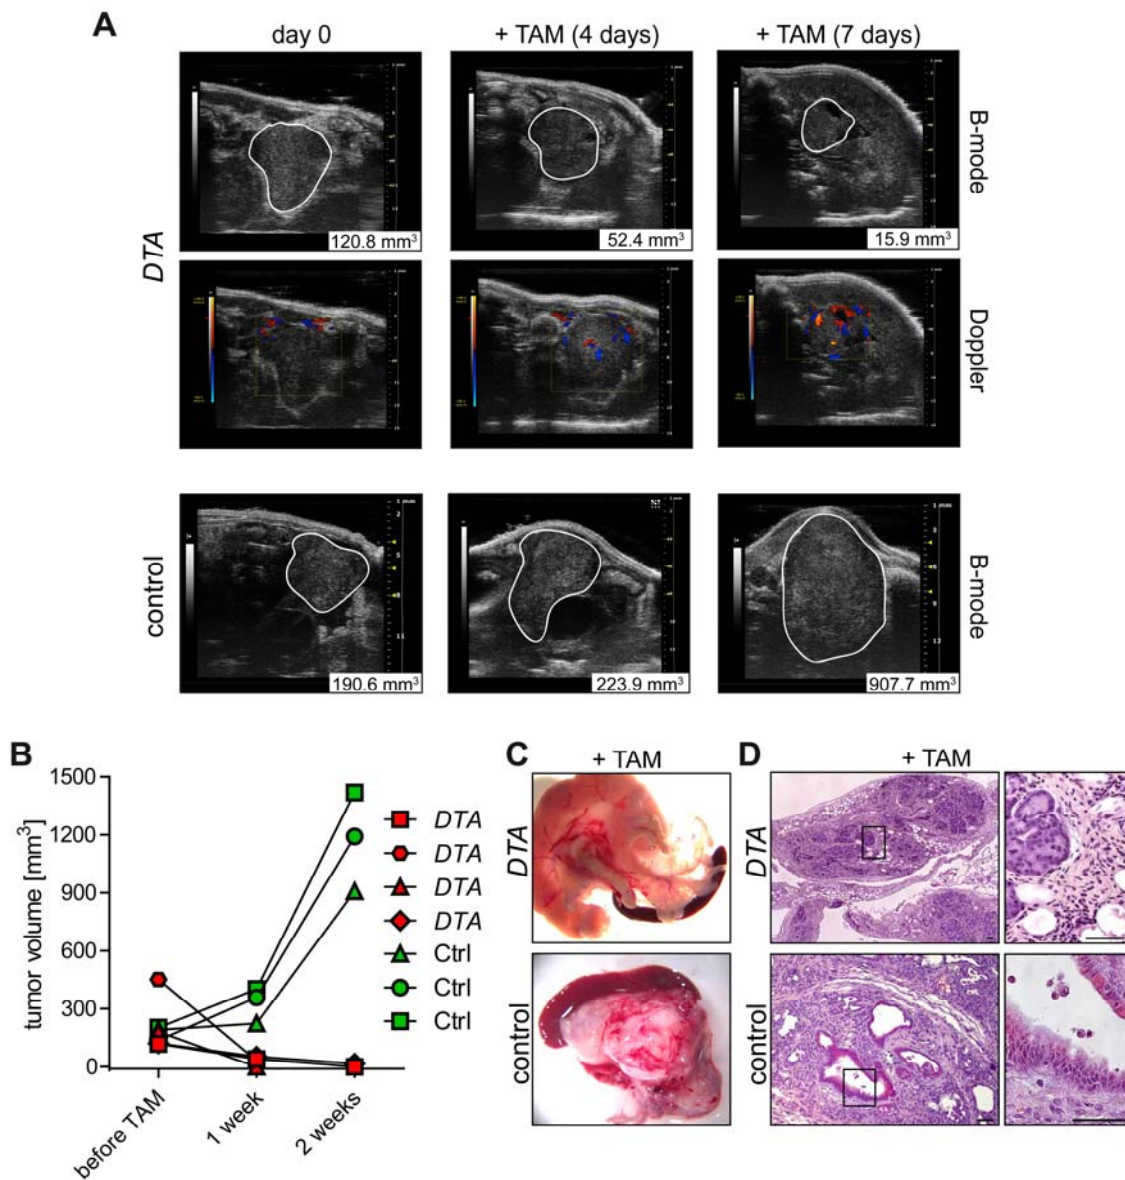 A
day 0
+ TAM (4 days)
+ TAM (7 days)
DTA
B-mode
120.8 mm³
52.4 mm³
15.9 mm³
Doppler
control
B-mode
190.6 mm³
223.9 mm³
907.7 mm³
B
tumor volume [mm³]
1500
1200
900
600
300
0
before TAM
1 week
2 weeks
DTA
DTA
DTA
DTA
Ctrl
Ctrl
Ctrl
C
+ TAM
DTA
control
D
+ TAM
DTA
control